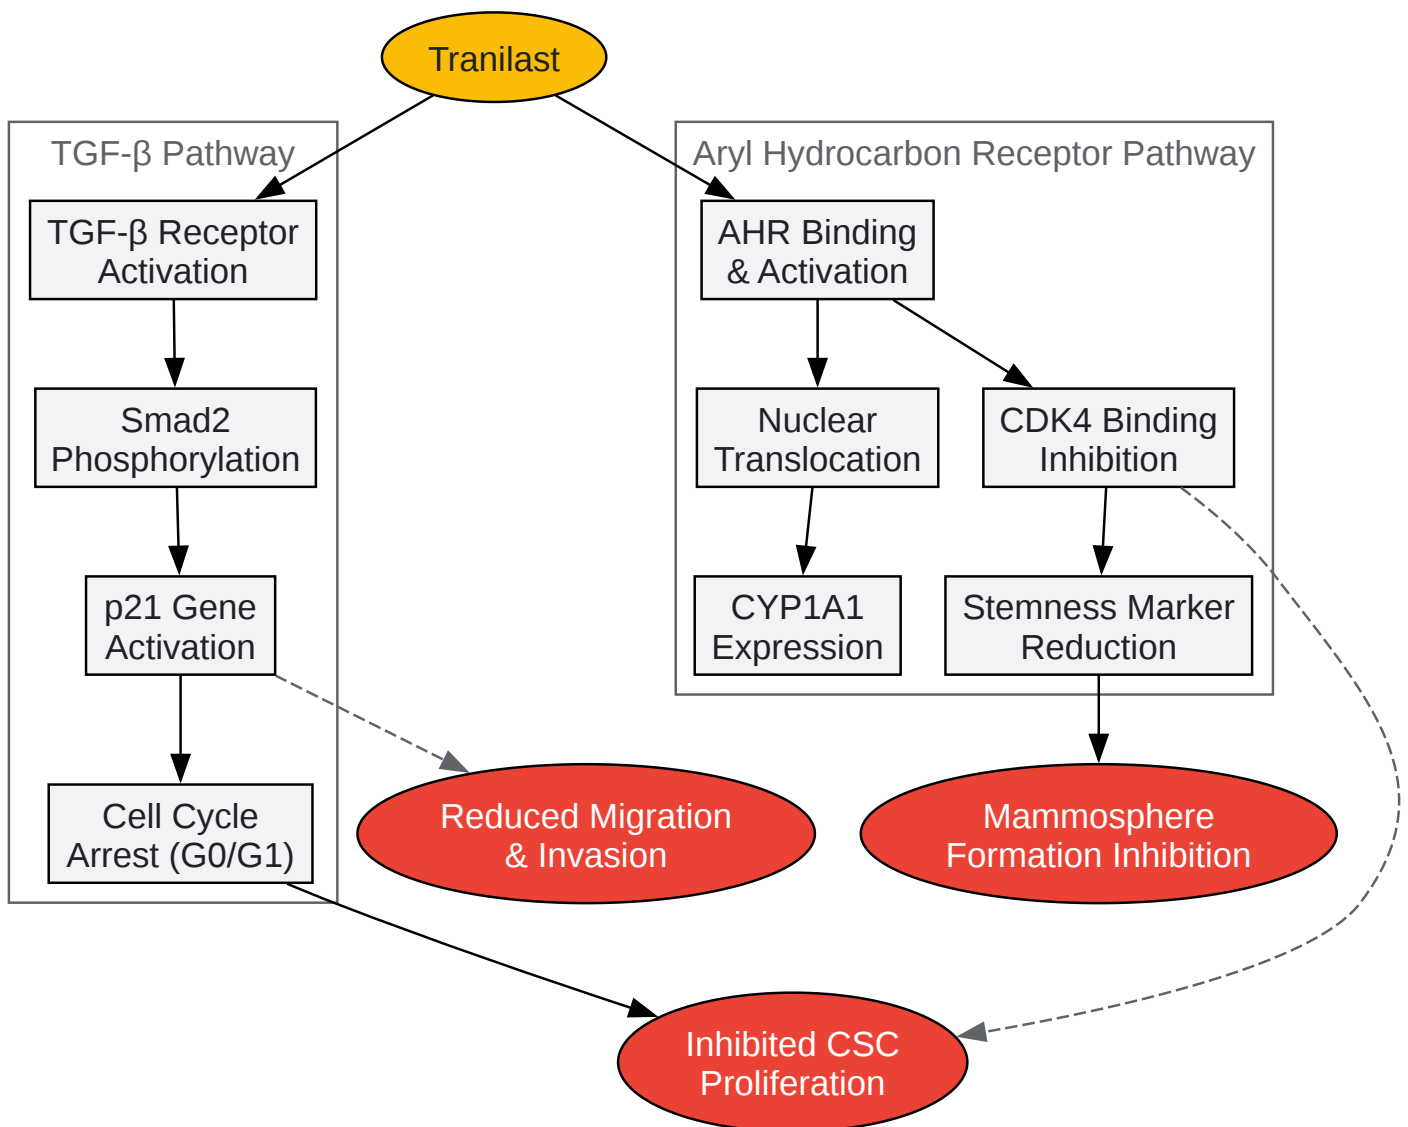 Tranilast
TGF-β Pathway
Aryl Hydrocarbon Receptor Pathway
TGF-β Receptor
Activation
AHR Binding
& Activation
Smad2
Phosphorylation
Nuclear
Translocation
CDK4 Binding
Inhibition
p21 Gene
Activation
CYP1A1
Expression
Stemness Marker
Reduction
Cell Cycle
Arrest (G0/G1)
Reduced Migration
& Invasion
Mammosphere
Formation Inhibition
Inhibited CSC
Proliferation